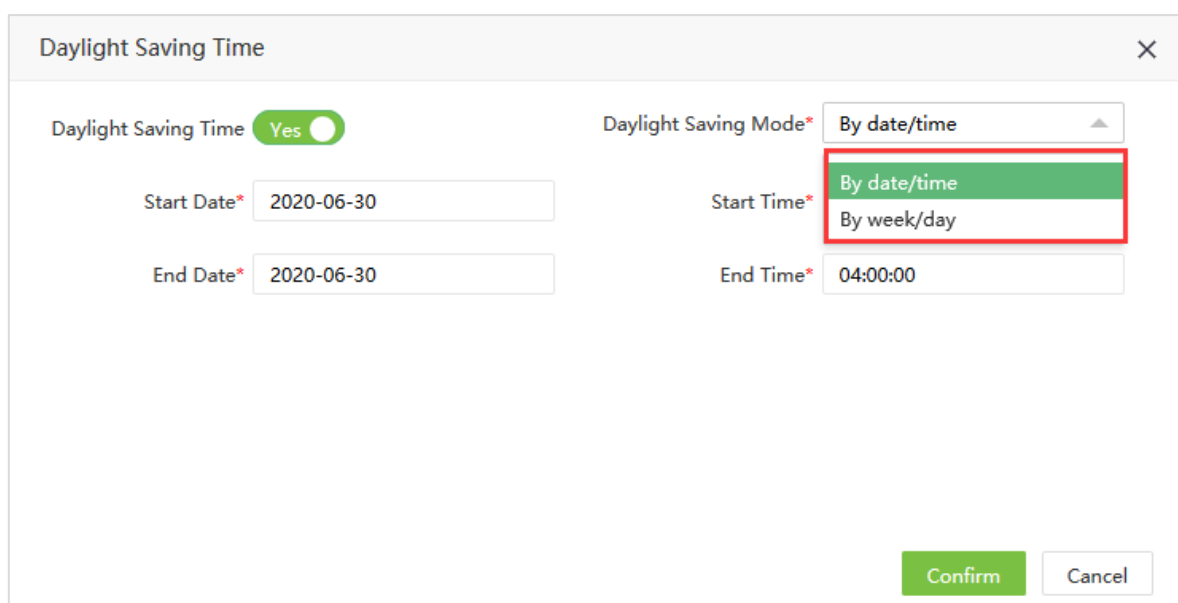 Daylight Saving Time
Daylight Saving Time Yes Daylight Saving Mode* By date/time
By date/time
Start Date* 2020-06-30 Start Time*
By week/day
End Date* 2020-06-30 End Time* 04:00:00
Confirm Cancel